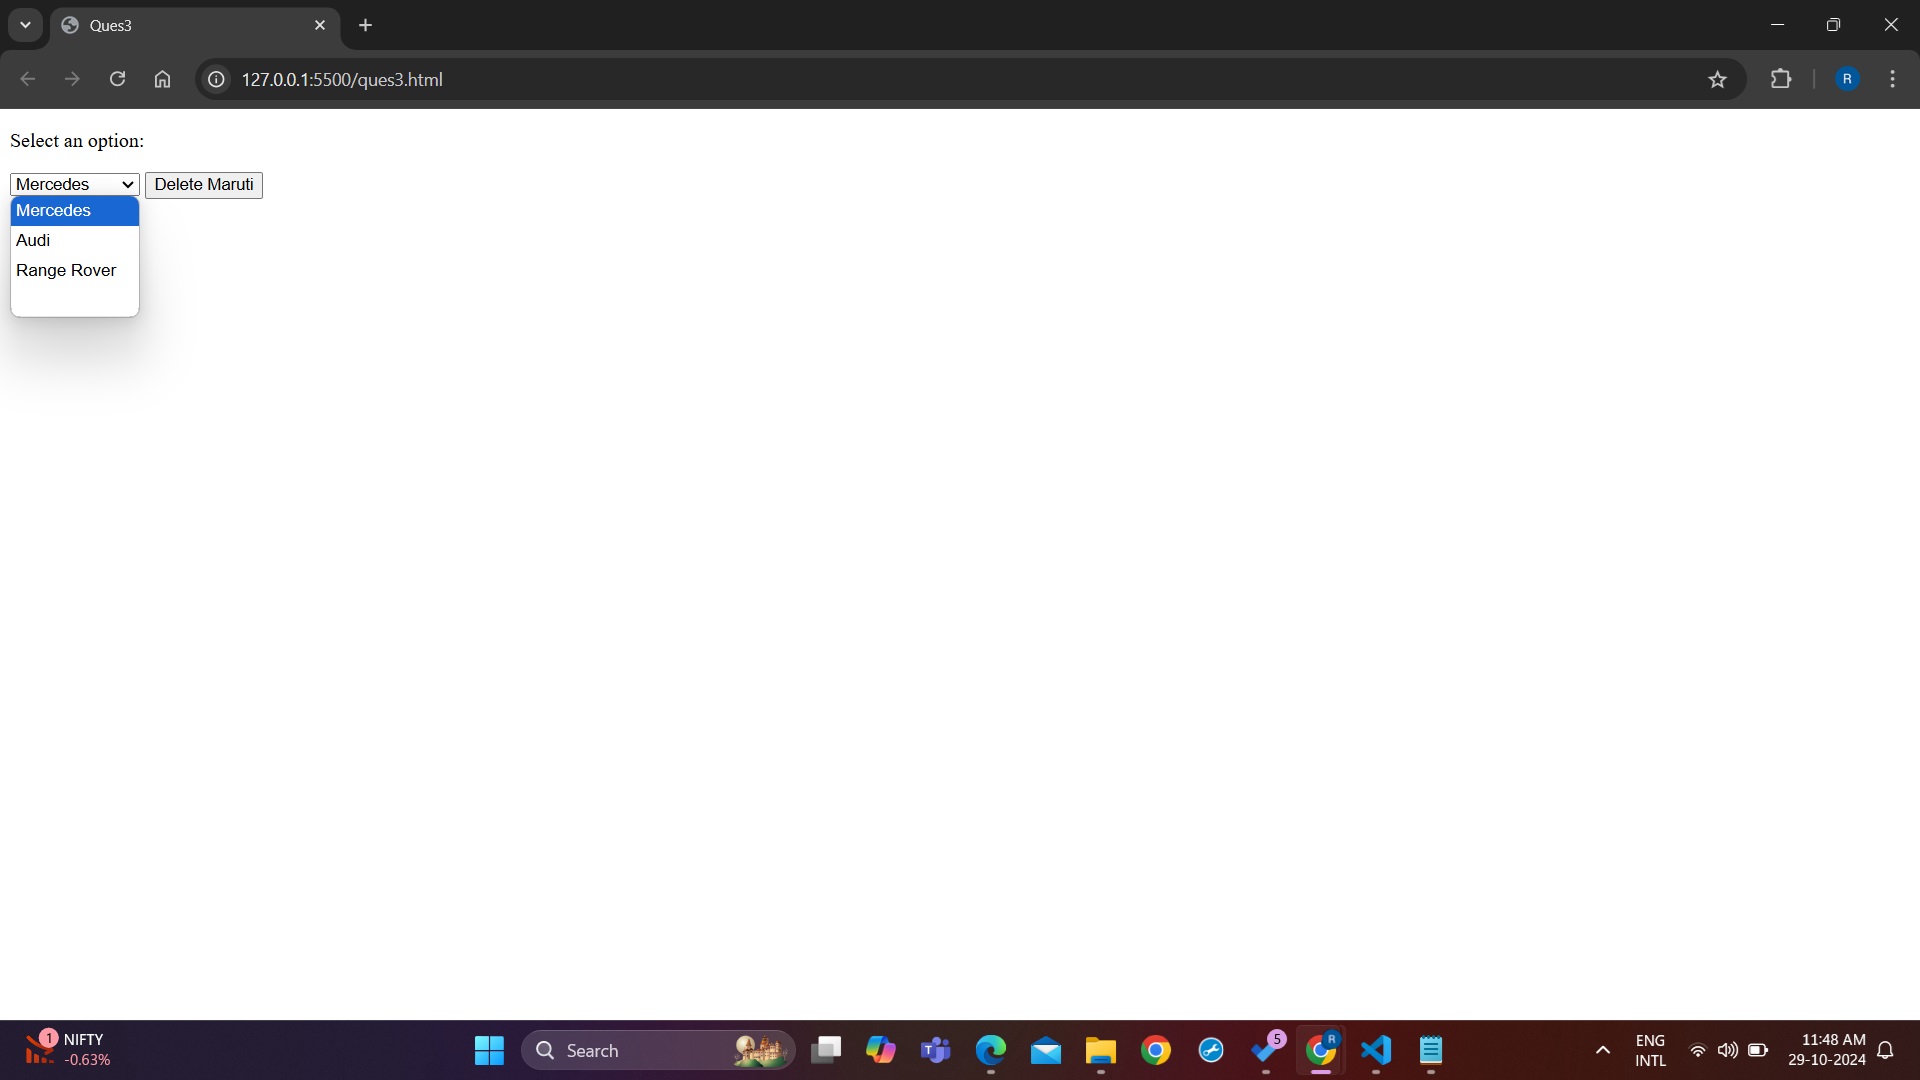 Ques3
127.0.0.1:5500/ques3.html
R
Select an option:
Mercedes Delete Maruti
Mercedes
Audi
Range Rover
1 NIFTY
-0.63%
Search
T
5
R
ENG
INTL
11:48 AM
29-10-2024